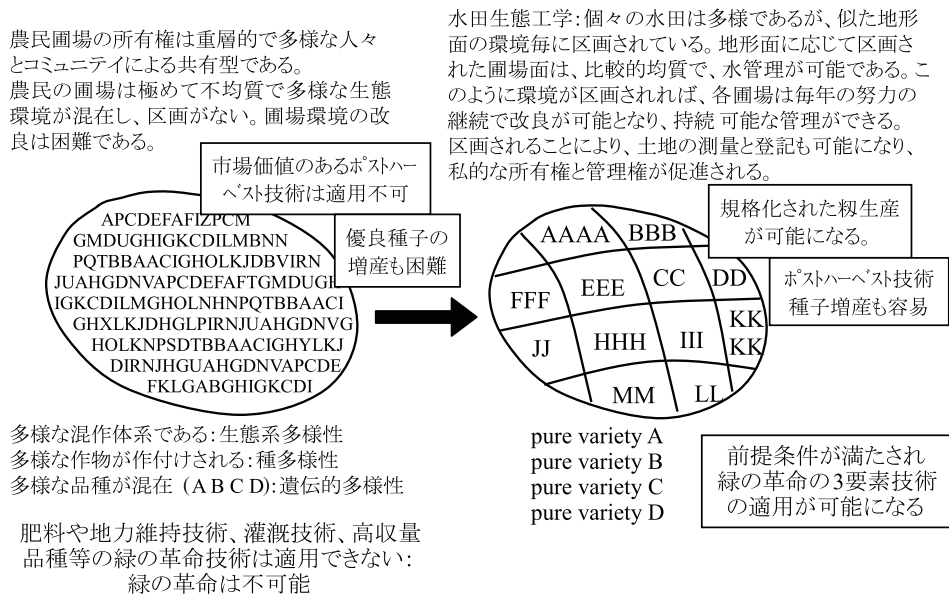 農民圃場の所有権は重層的で多様な人々
とコミュニテイによる共有型である。
農民の圃場は極めて不均質で多様な生態
環境が混在し、区画がない。圃場環境の改
良は困難である。
市場価値のあるポストハー
ベスト技術は適用不可
優良種子の
増産も困難
APCDEFAFIZPCM
GMDUGHIGKCDILMBNN
PQTBBAACIGHOLKJDBVIRN
JUAHGDNVAPCDEFAFTGMDUGH
IGKCDILMGHOLNHNPQTBBAACI
GHXLKJDHGLPIRNJUAHGDNVG
HOLKNPSDTBBAACIGHYLKJ
DIRNJHGUAHGDNVAPCDE
FKLGABGHIGKCDI
多様な混作体系である：生態系多様性
多様な作物が作付けされる：種多様性
多様な品種が混在 (A B C D)：遺伝的多様性
肥料や地力維持技術、灌漑技術、高収量
品種等の緑の革命技術は適用できない：
緑の革命は不可能
水田生態工学：個々の水田は多様であるが、似た地形
面の環境毎に区画されている。地形面に応じて区画さ
れた圃場面は、比較的均質で、水管理が可能である。こ
のように環境が区画されれば、各圃場は毎年の努力の
継続で改良が可能となり、持続 可能な管理ができる。
区画されることにより、土地の測量と登記も可能になり、
私的な所有権と管理権が促進される。
規格化された籾生産
が可能になる。
ポストハーベスト技術
種子増産も容易
AAAA BBB
FFF EEE CC DD
JJ HHH III KK
KK
MM LL
pure variety A
pure variety B
pure variety C
pure variety D
前提条件が満たされ
緑の革命の3要素技術
の適用が可能になる